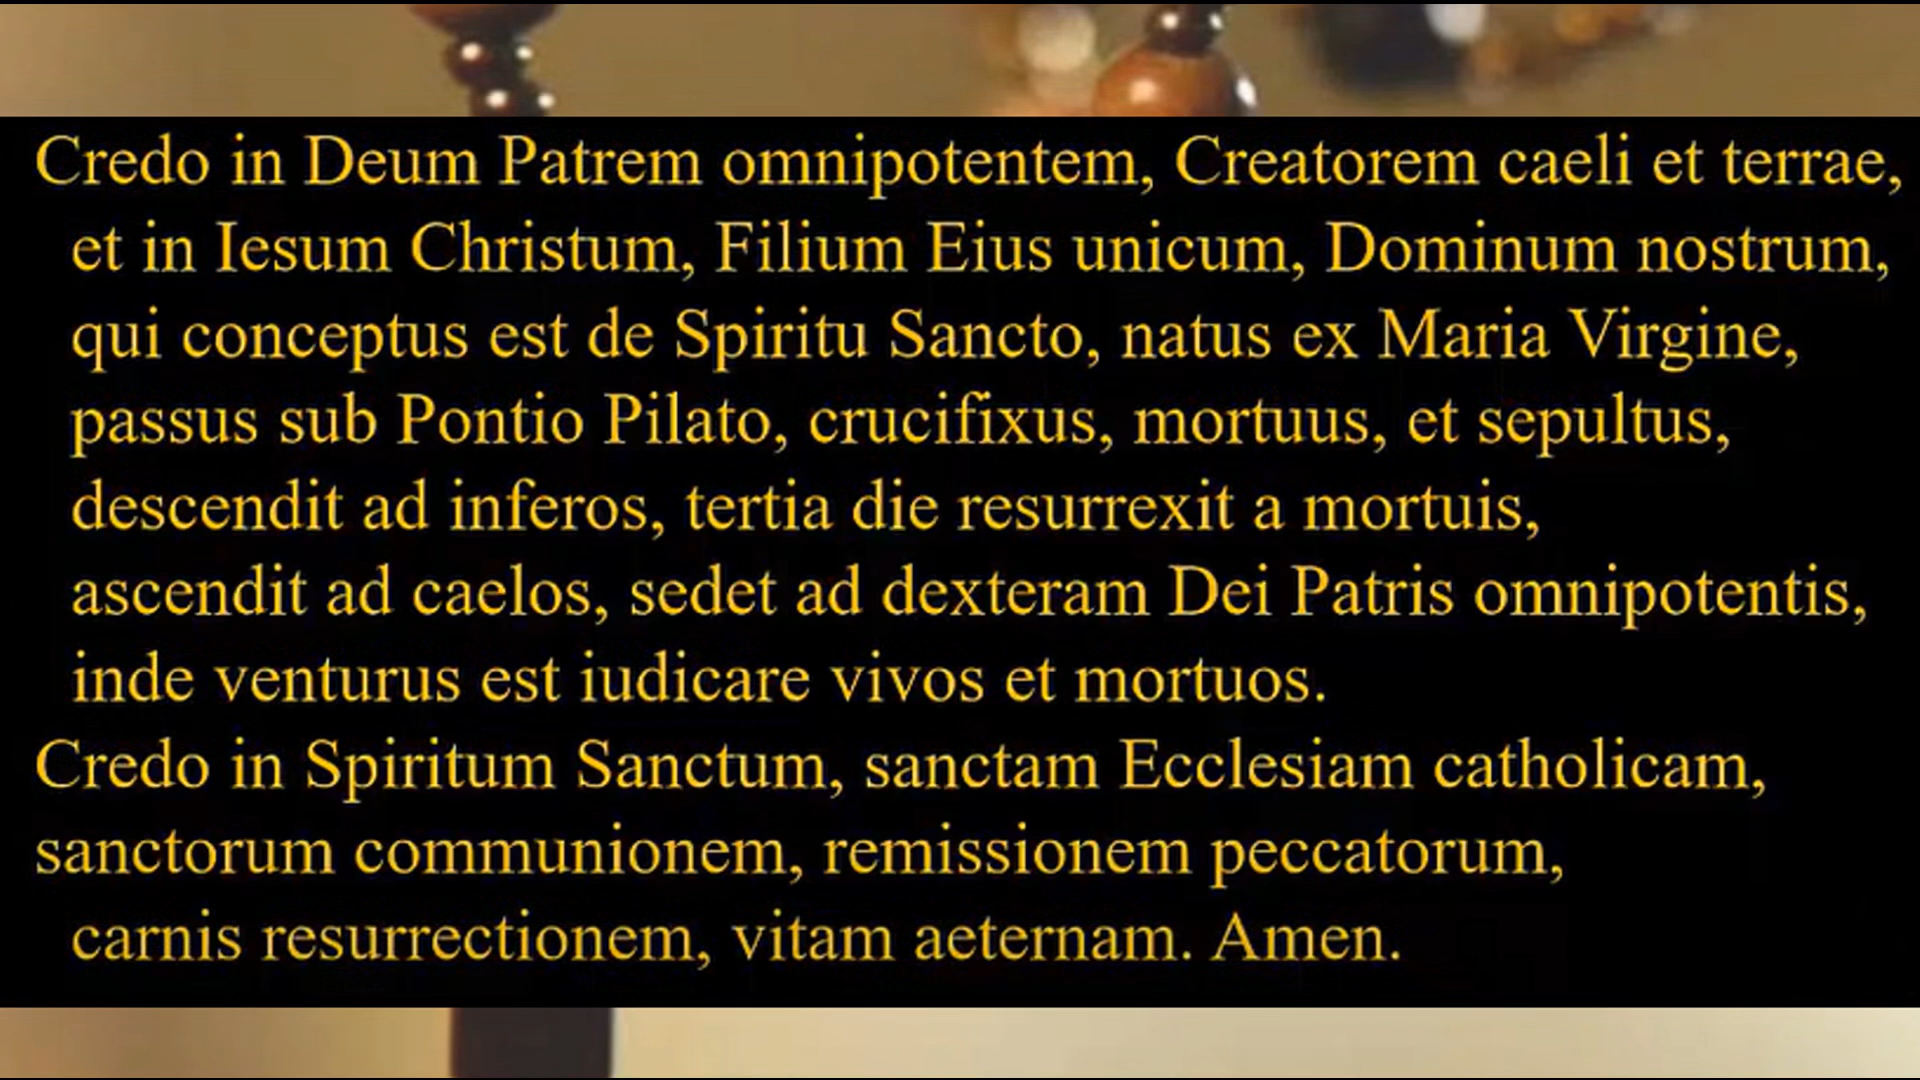 Credo in Deum Patrem omnipotentem, Creatorem caeli et terrae,
et in Iesum Christum, Filium Eius unicum, Dominum nostrum,
qui conceptus est de Spiritu Sancto, natus ex Maria Virgine,
passus sub Pontio Pilato, crucifixus, mortuus, et sepultus,
descendit ad inferos, tertia die resurrexit a mortuis,
ascendit ad caelos, sedet ad dexteram Dei Patris omnipotentis,
inde venturus est iudicare vivos et mortuos.
Credo in Spiritum Sanctum, sanctam Ecclesiam catholicam,
sanctorum communionem, remissionem peccatorum,
carnis resurrectionem, vitam aeternam. Amen.